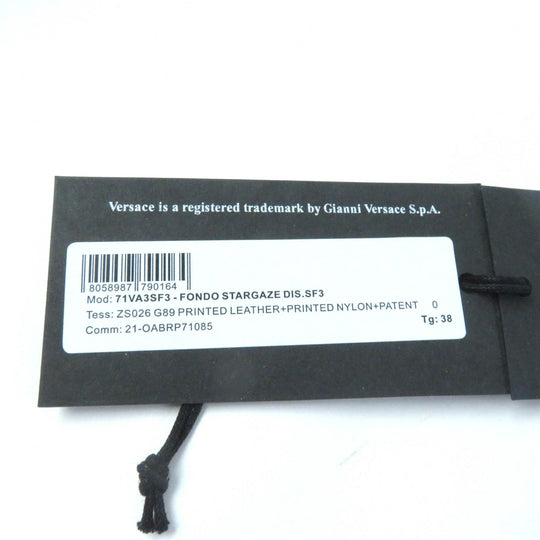 Versace is a registered trademark by Gianni Versace S.p.A.
8058987 790164
Mod: 71VA3SF3 - FONDO STARGAZE DIS.SF3
Tess: ZS026 G89 PRINTED LEATHER+PRINTED NYLON+PATENT 0
Tg: 38
Comm: 21-OABRP71085